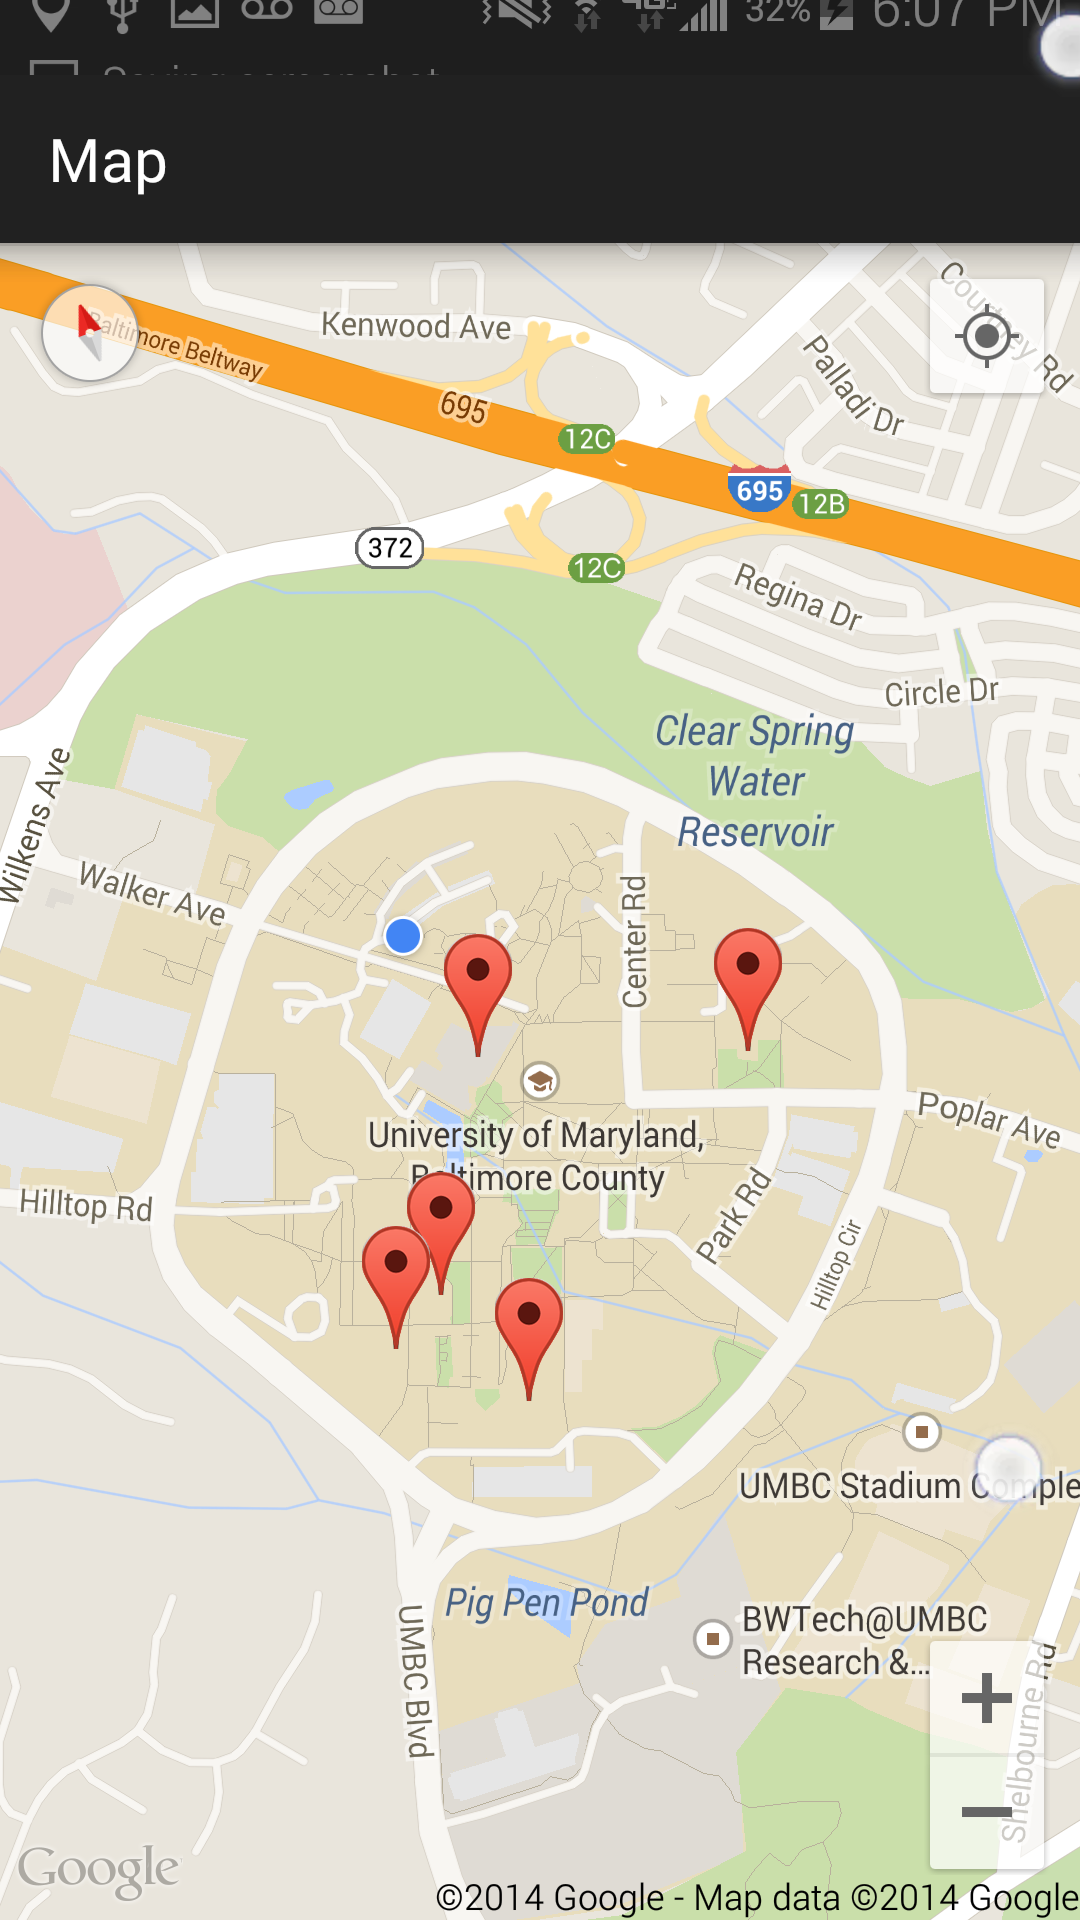 4G
32%
6:07 PM
Saving screenshot
Map
Kenwood Ave
Courtney Rd
Baltimore Beltway
Palladi Dr
695
12C
695
12B
372
12C
Regina Dr
Circle Dr
Clear Spring
Water
Reservoir
Wilkens Ave
Walker Ave
Center Rd
Poplar Ave
University of Maryland,
Baltimore County
Hilltop Rd
Park Rd
Hilltop Cir
UMBC Stadium Comple
Pig Pen Pond
UMBC Blvd
BWTech@UMBC
Research &...
Shelbourne Rd
Google
©2014 Google - Map data ©2014 Google